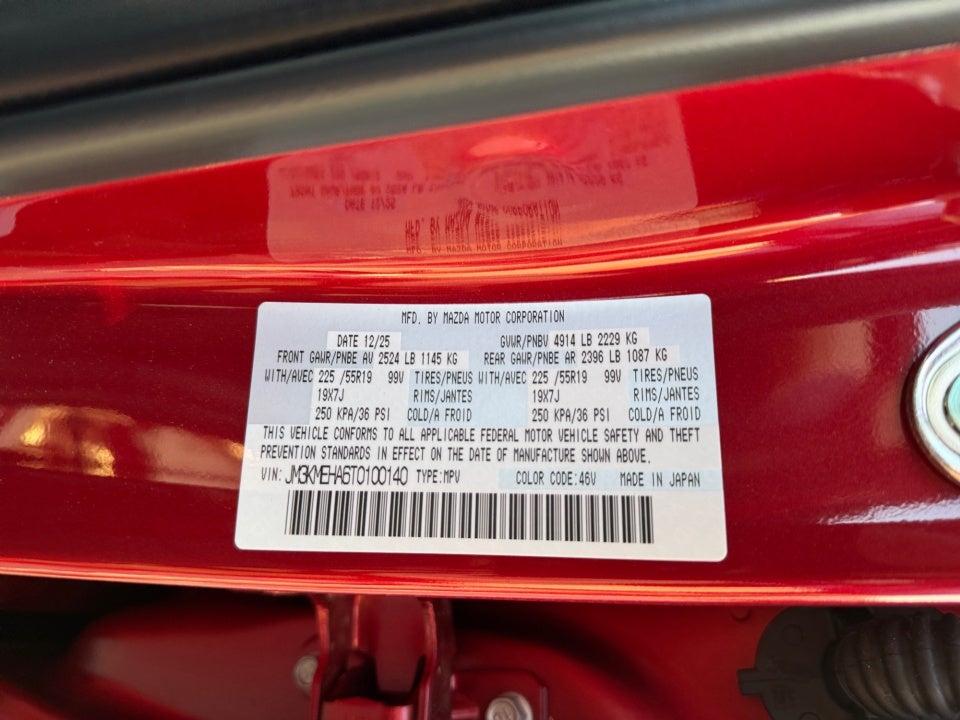 MFD. BY MAZDA MOTOR CORPORATION
DATE 12/25 GVWR/PNBV 4914 LB 2229 KG
FRONT GAWR/PNBE AV 2524 LB 1145 KG REAR GAWR/PNBE AR 2396 LB 1087 KG
WITH/AVEC 225 /55R19 99V TIRES/PNEUS WITH/AVEC 225 /55R19 99V TIRES/PNEUS
19X7J RIMS/JANTES 19X7J RIMS/JANTES
250 KPA/36 PSI COLD/A FROID 250 KPA/36 PSI COLD/A FROID
THIS VEHICLE CONFORMS TO ALL APPLICABLE FEDERAL MOTOR VEHICLE SAFETY AND THEFT
PREVENTION STANDARDS IN EFFECT ON THE DATE OF MANUFACTURE SHOWN ABOVE.
VIN: JM3KMEHA6T0100140 TYPE:MPV COLOR CODE:46V MADE IN JAPAN